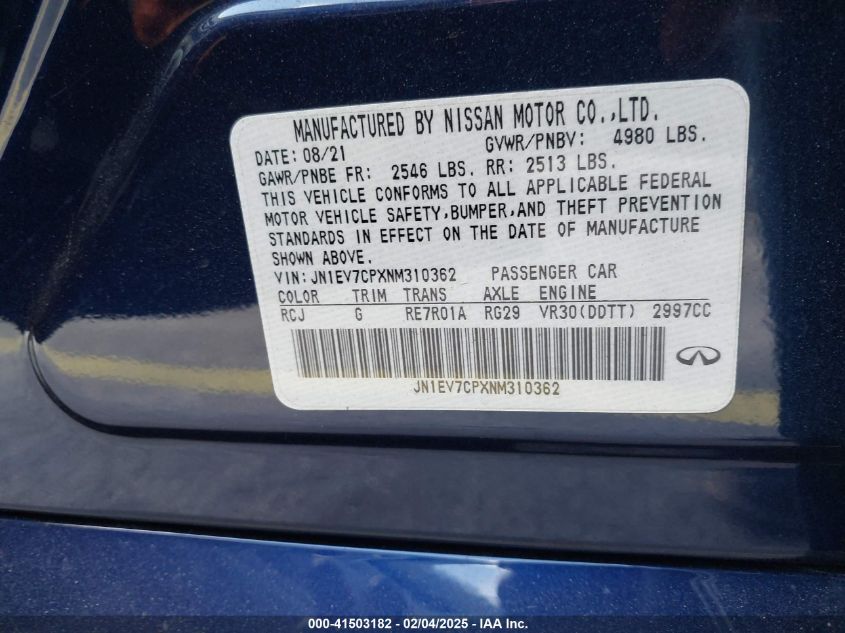 MANUFACTURED BY NISSAN MOTOR CO.,LTD.
DATE: 08/21 GVWR/PNBV: 4980 LBS.
GAWR/PNBE FR: 2546 LBS. RR: 2513 LBS.
THIS VEHICLE CONFORMS TO ALL APPLICABLE FEDERAL
MOTOR VEHICLE SAFETY,BUMPER,AND THEFT PREVENTION
STANDARDS IN EFFECT ON THE DATE OF MANUFACTURE
SHOWN ABOVE.
VIN:JN1EV7CPXNM310362 PASSENGER CAR
COLOR TRIM TRANS AXLE ENGINE
RCJ G RE7R01A RG29 VR30(DDTT) 2997CC
JN1EV7CPXNM310362
000-41503182 - 02/04/2025 - IAAI Inc.